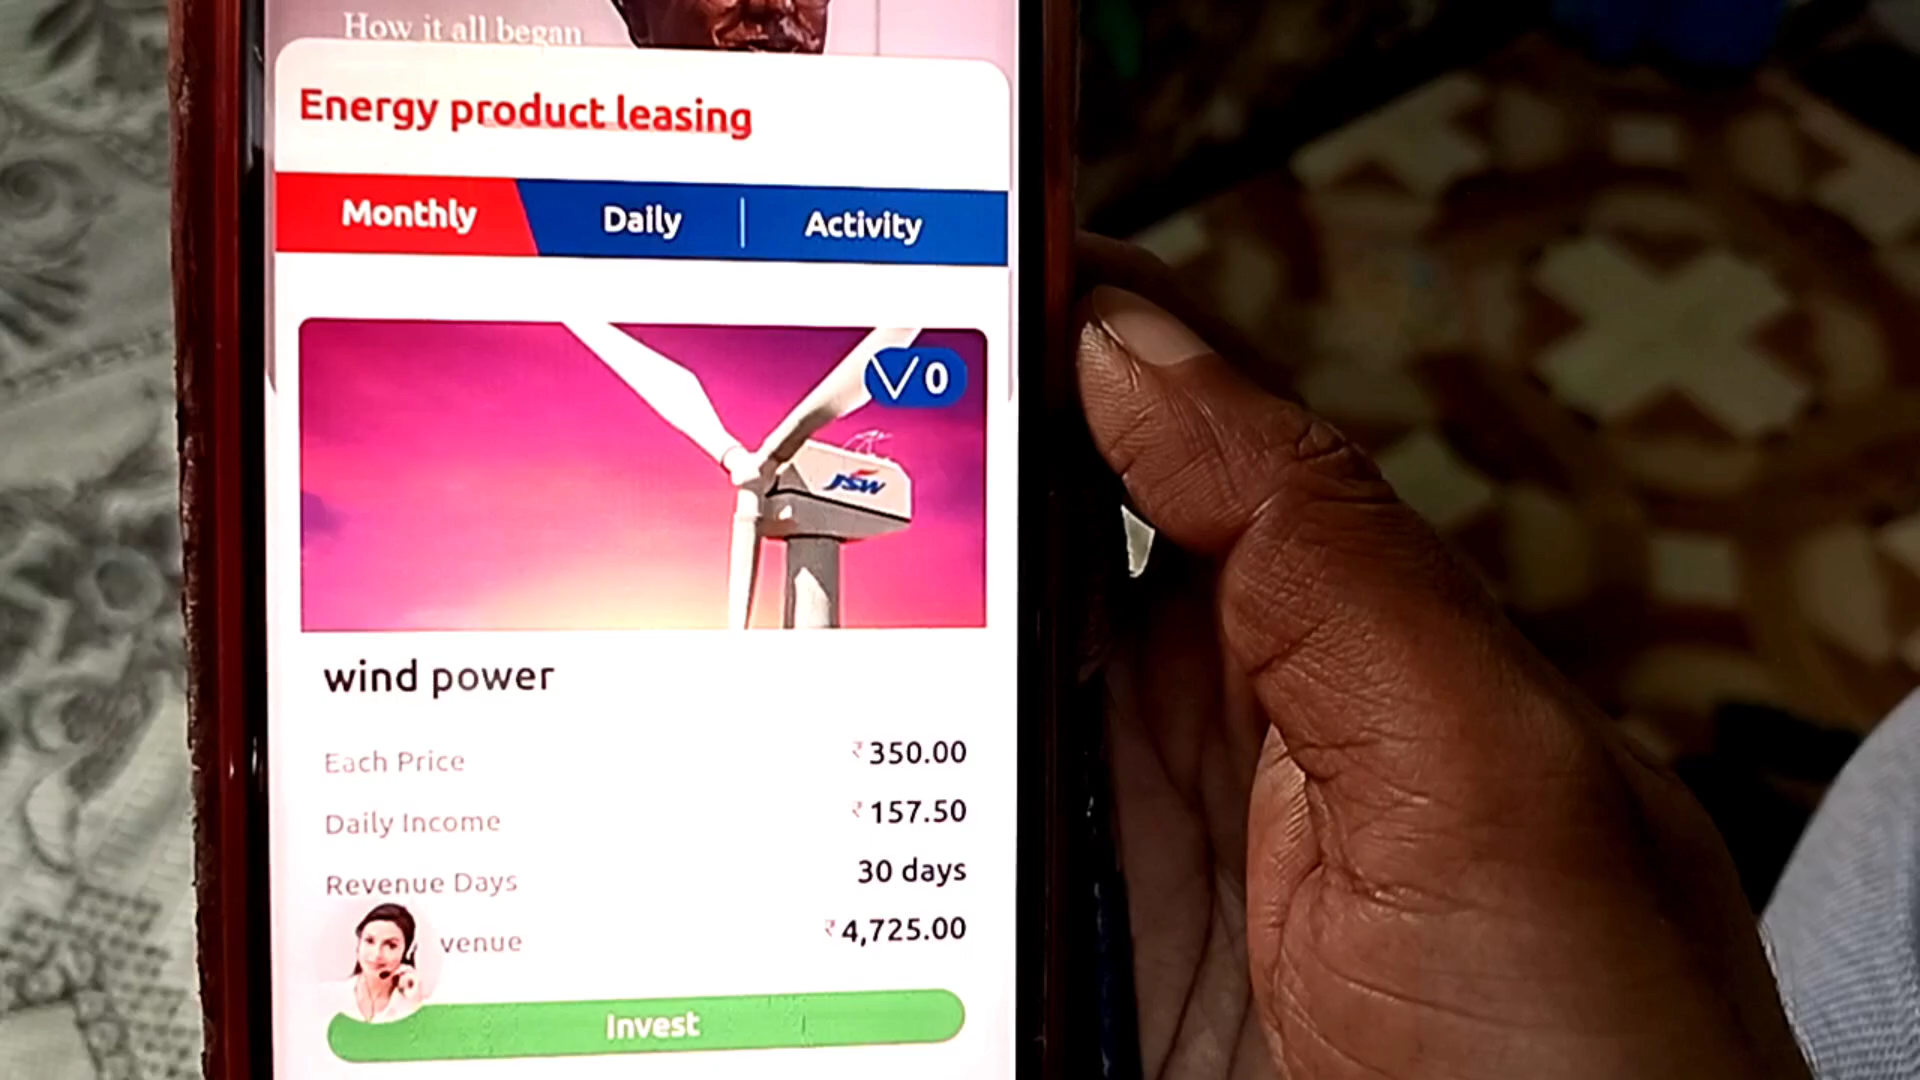 How it all began
Energy product leasing
Monthly Daily Activity
V0
JSW
wind power
Each Price ₹350.00
Daily Income ₹157.50
Revenue Days 30 days
venue ₹4,725.00
Invest